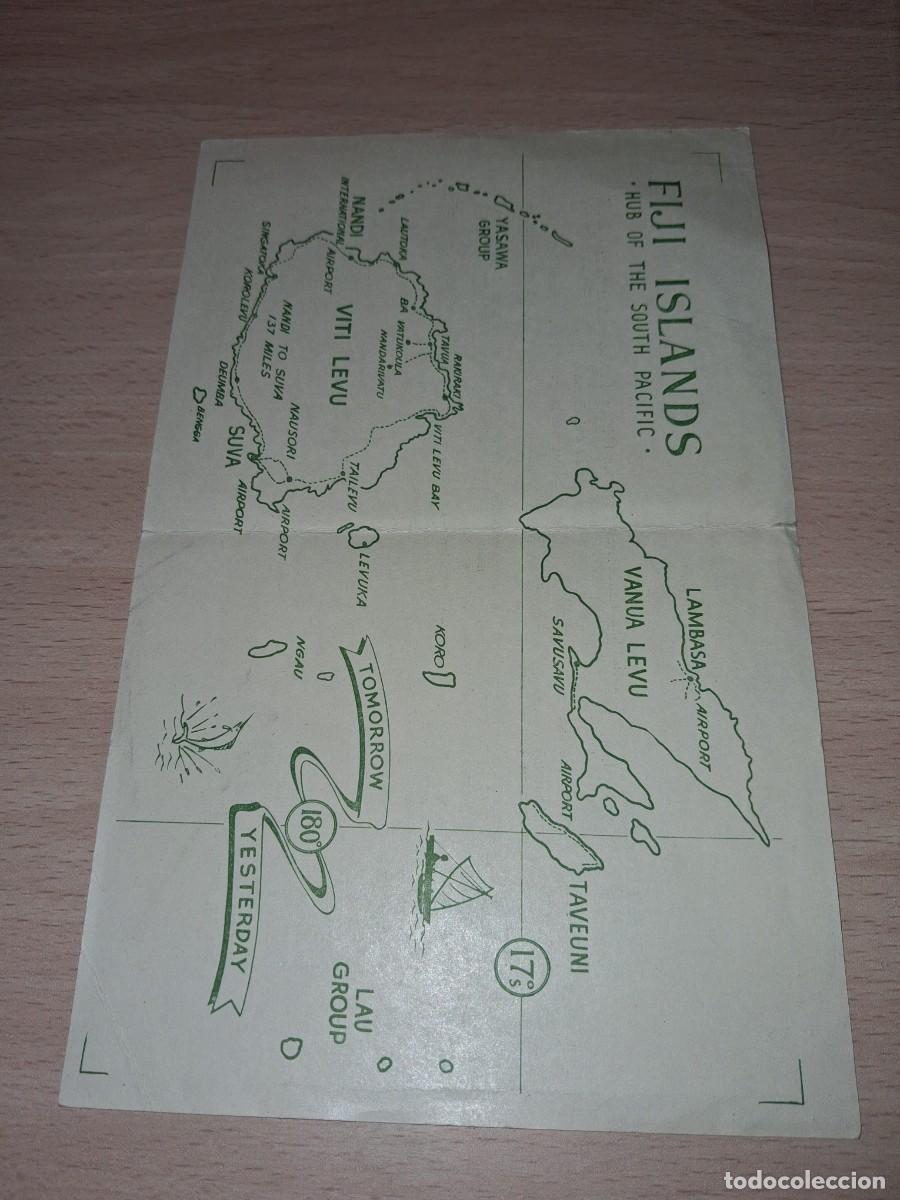 FIJI ISLANDS
• HUB OF THE SOUTH PACIFIC •
YASAWA
GROUP
LAMBASA
AIRPORT
VANUA LEVU
SAVUSAVU
AIRPORT
TAVEUNI
17°
S
RAKIRAKI
TAVUA
VITI LEVU BAY
LAUTOKA
BA
VATUKOULA
NANDARIVATU
NANDI
INTERNATIONAL
AIRPORT
VITI LEVU
TAILEVU
KORO
LEVUKA
SINGATOKA
NANDI TO SUVA
137 MILES
NAUSORI
AIRPORT
KOROLEVU
DEUMBA
SUVA
AIRPORT
BENGGA
NGAU
TOMORROW
180°
YESTERDAY
LAU
GROUP
todocoleccion